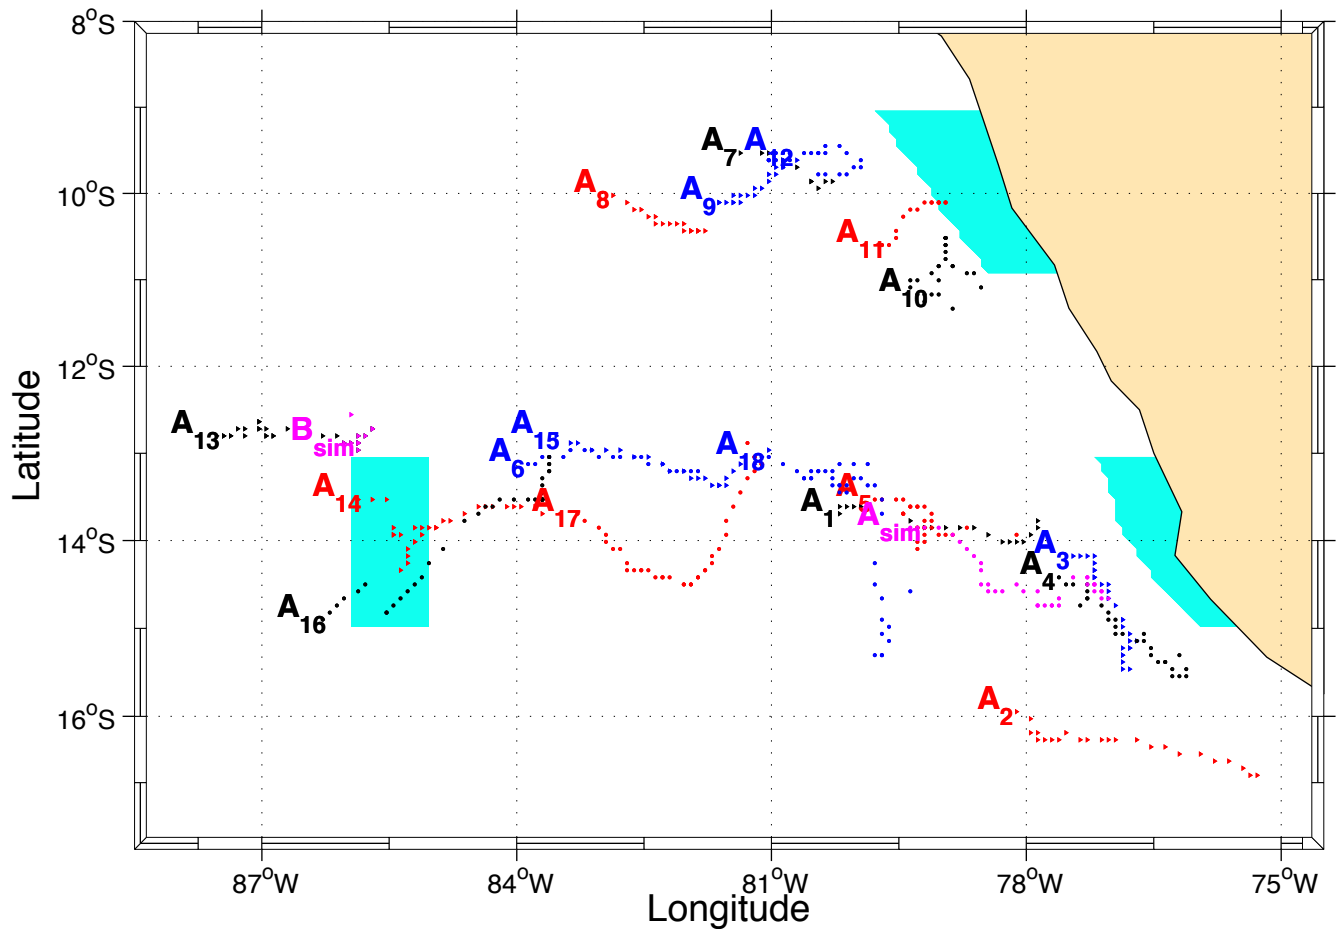 8°S
A7 A12
A8 A9
10°S
A11
A10
12°S
A13 Bsim A15 A18
A6
A14 A17 A1 A5
Asim
14°S
A3
A4
A16
A2
16°S
87°W 84°W 81°W 78°W 75°W
Longitude
Latitude